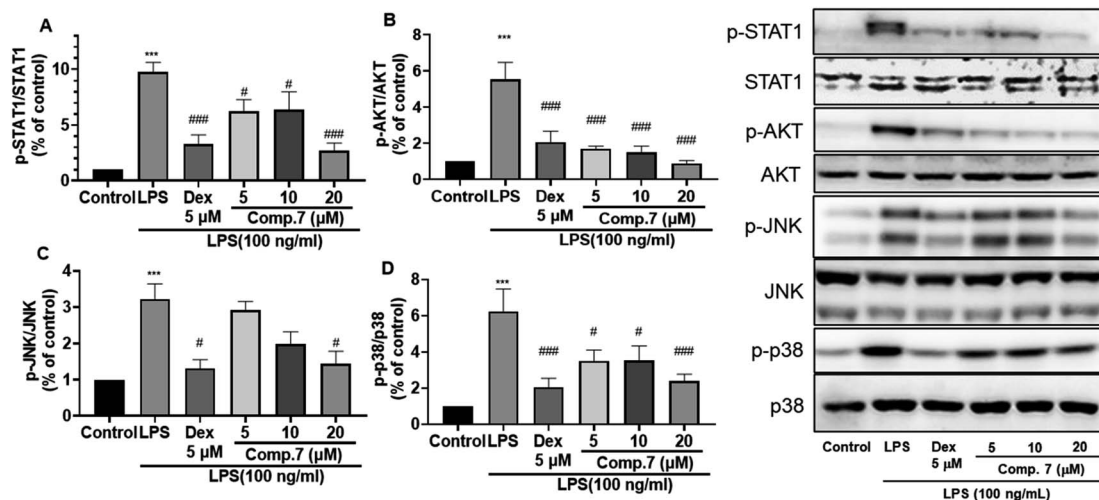 A
p-STAT1/STAT1
(% of control)
15
10
5
0
***
###
#
#
###
Control LPS Dex 5 10 20
5 μM Comp.7 (μM)
LPS(100 ng/ml)
B
p-AKT/AKT
(% of control)
8
6
4
2
0
***
###
###
###
###
Control LPS Dex 5 10 20
5 μM Comp.7 (μM)
LPS(100 ng/ml)
C
p-JNK/JNK
(% of control)
4
3
2
1
0
***
#
#
Control LPS Dex 5 10 20
5 μM Comp.7 (μM)
LPS(100 ng/ml)
D
p-p38/p38
(% of control)
8
6
4
2
0
***
###
#
#
###
Control LPS Dex 5 10 20
5 μM Comp.7 (μM)
LPS(100 ng/ml)
p-STAT1
STAT1
p-AKT
AKT
p-JNK
JNK
p-p38
p38
Control LPS Dex 5 10 20
5 μM Comp. 7 (μM)
LPS (100 ng/mL)